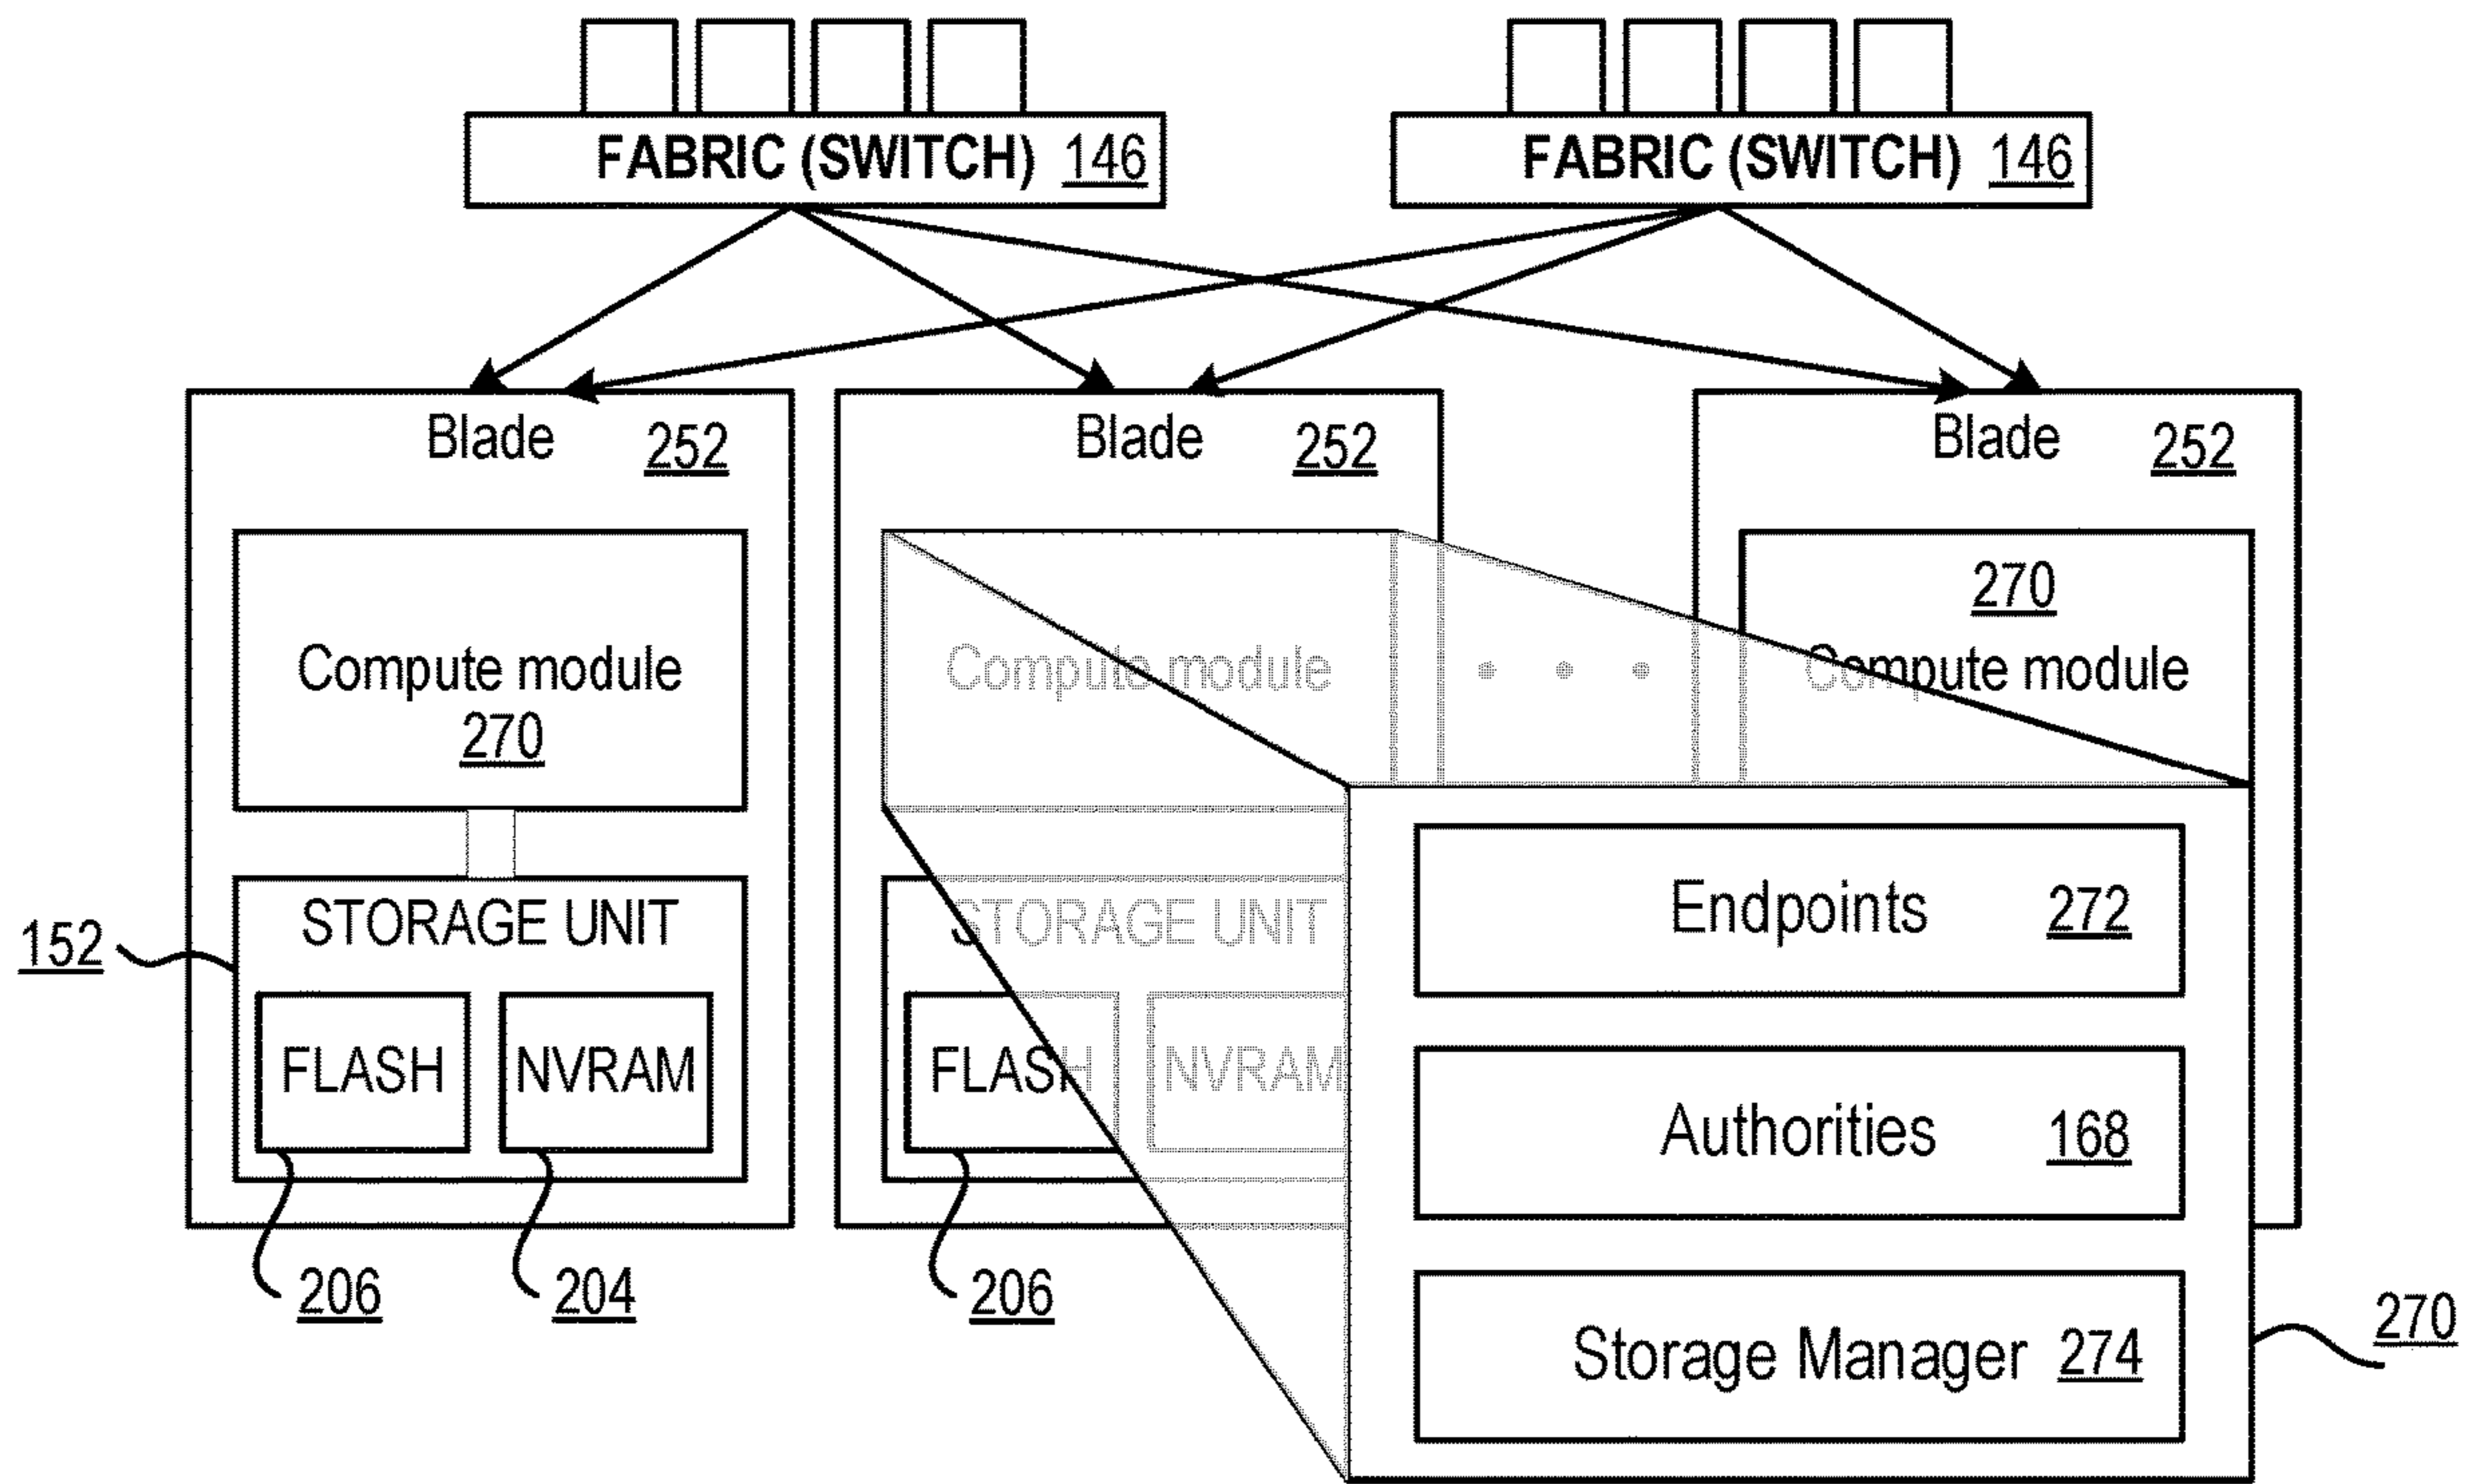 FABRIC (SWITCH) 146
FABRIC (SWITCH) 146
Blade 252
Blade 252
Blade 252
Compute module
270
Compute module
270
Compute module
STORAGE UNIT
152
FLASH
NVRAM
206
204
STORAGE UNIT
FLASH
NVRAM
206
Endpoints 272
Authorities 168
Storage Manager 274
270